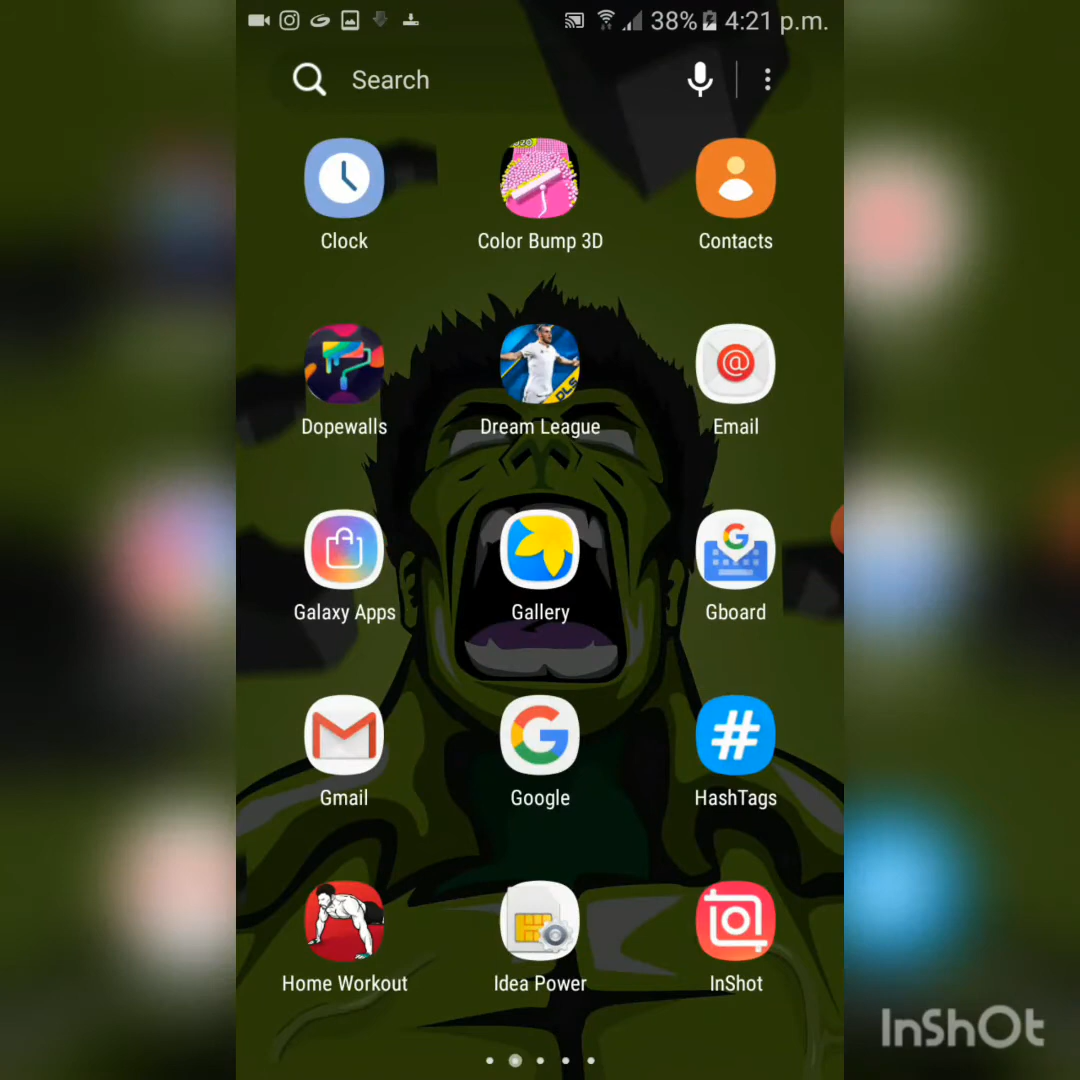 38% 4:21 p.m.
Search
Clock Color Bump 3D Contacts
DLS
Dopewalls Dream League Email
Galaxy Apps Gallery Gboard
Gmail Google HashTags
Home Workout Idea Power InShot
InShOt